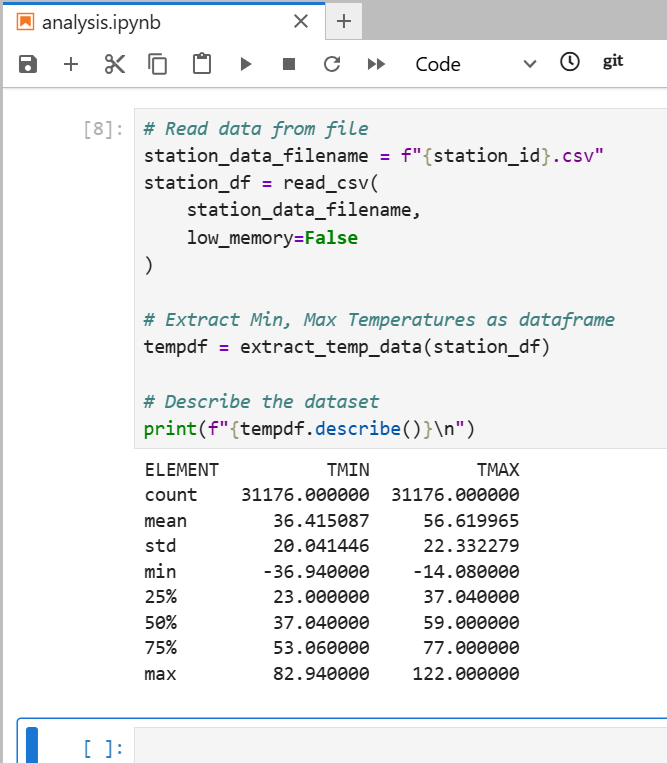 analysis.ipynb
Code git
[8]: # Read data from file
station_data_filename = f"{station_id}.csv"
station_df = read_csv(
    station_data_filename,
    low_memory=False
)
# Extract Min, Max Temperatures as dataframe
tempdf = extract_temp_data(station_df)
# Describe the dataset
print(f"{tempdf.describe()}\n")
ELEMENT TMIN TMAX
count 31176.000000 31176.000000
mean 36.415087 56.619965
std 20.041446 22.332279
min -36.940000 -14.080000
25% 23.000000 37.040000
50% 37.040000 59.000000
75% 53.060000 77.000000
max 82.940000 122.000000
[ ]: